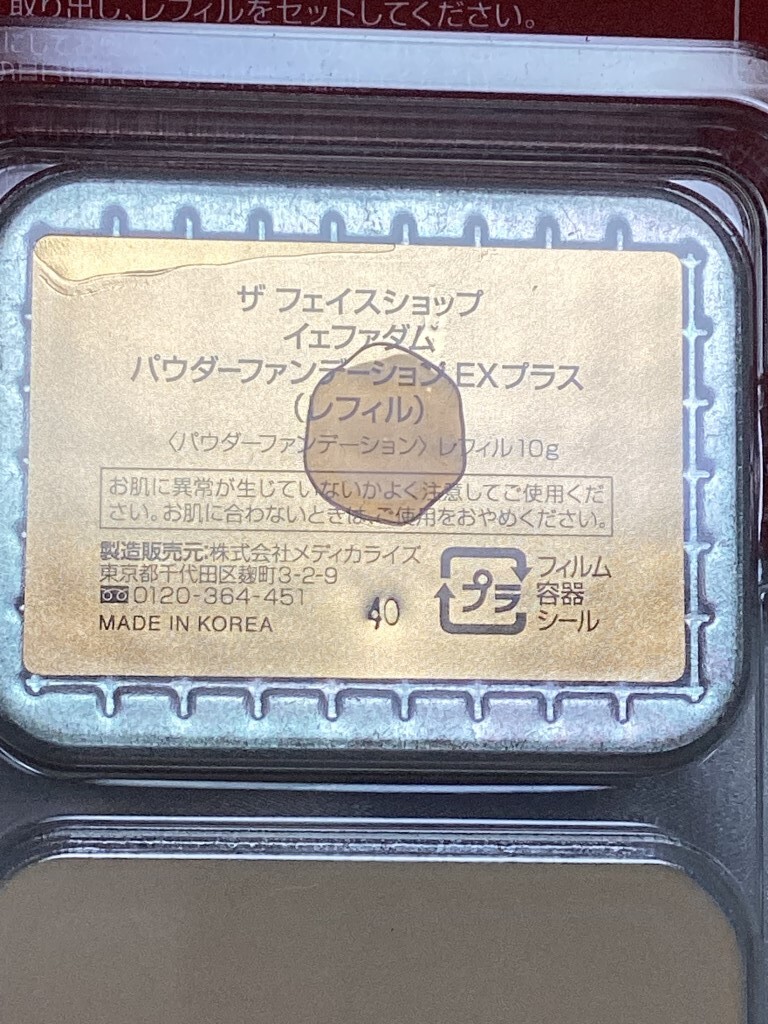 取り出し、レフィルをセットしてください。
ザ フェイスショップ
イェファダム
パウダーファンデーション EXプラス
（レフィル）
〈パウダーファンデーション〉レフィル10g
お肌に異常が生じていないかよく注意してご使用くだ
さい。お肌に合わないときは、ご使用をおやめください。
製造販売元:株式会社メディカライズ
東京都千代田区麹町3-2-9
0120-364-451
MADE IN KOREA
40
プラ
フィルム
容器
シール